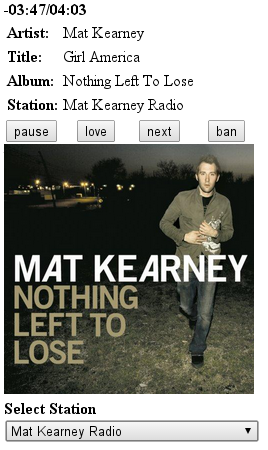 -03:47/04:03
Artist: Mat Kearney
Title: Girl America
Album: Nothing Left To Lose
Station: Mat Kearney Radio
pause love next ban
MAT KEARNEY
NOTHING
LEFT TO
LOSE
Select Station
Mat Kearney Radio